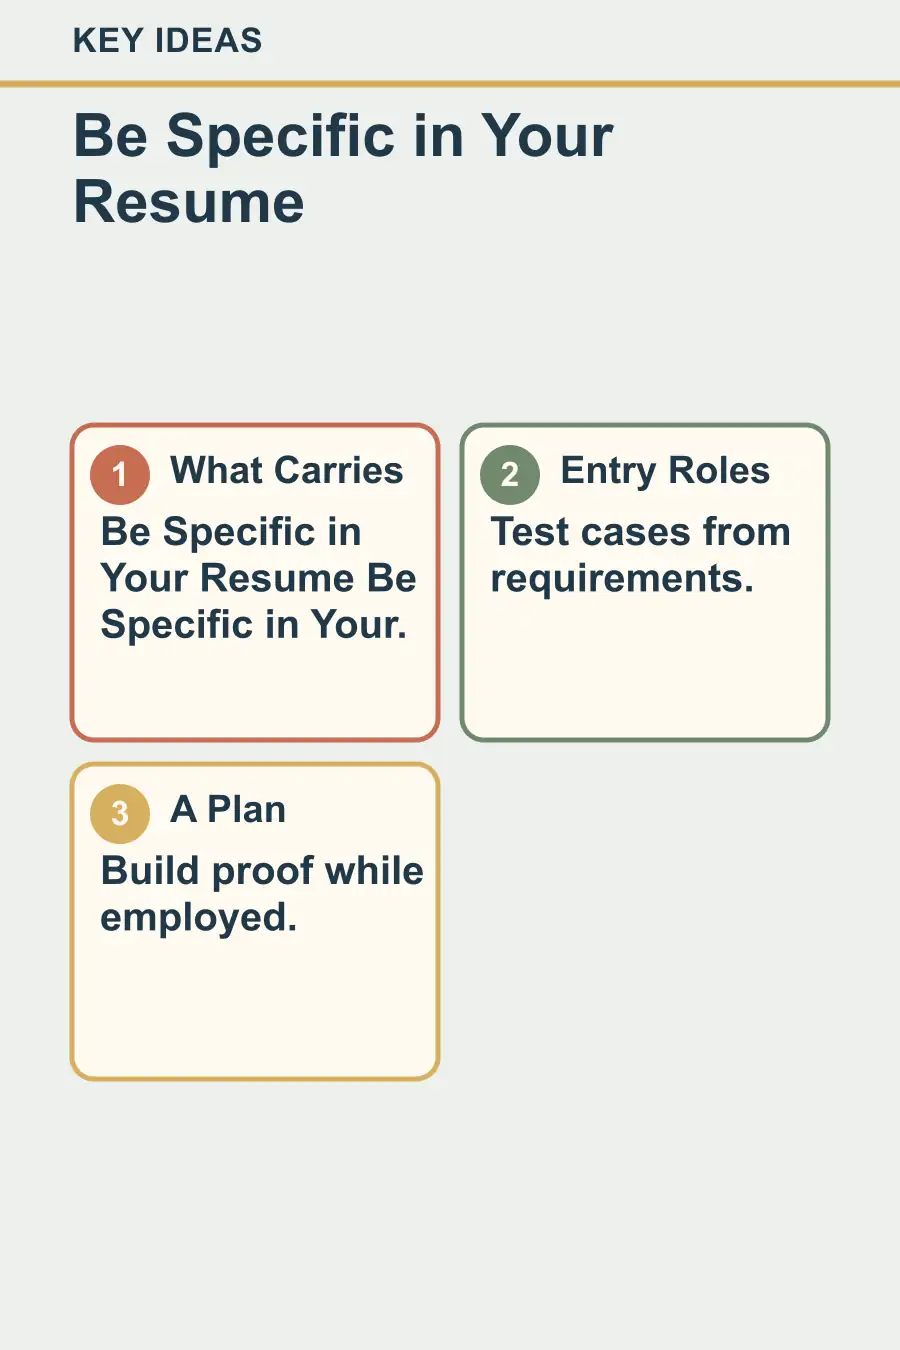 KEY IDEAS
Be Specific in Your
Resume
1
What Carries
Be Specific in
Your Resume Be
Specific in Your.
2
Entry Roles
Test cases from
requirements.
3
A Plan
Build proof while
employed.